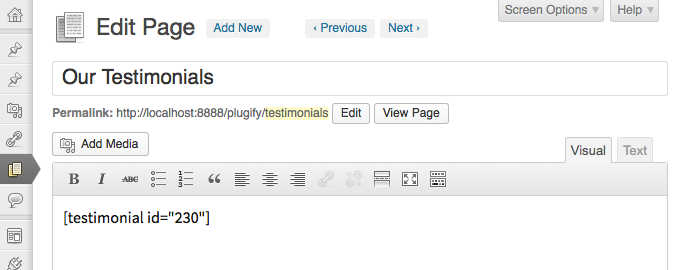 Screen Options ▾ Help ▾
Edit Page Add New ‹ Previous Next ›
Our Testimonials
Permalink: http://localhost:8888/plugify/testimonials Edit View Page
Add Media
Visual Text
B I ABC
[testimonial id="230"]